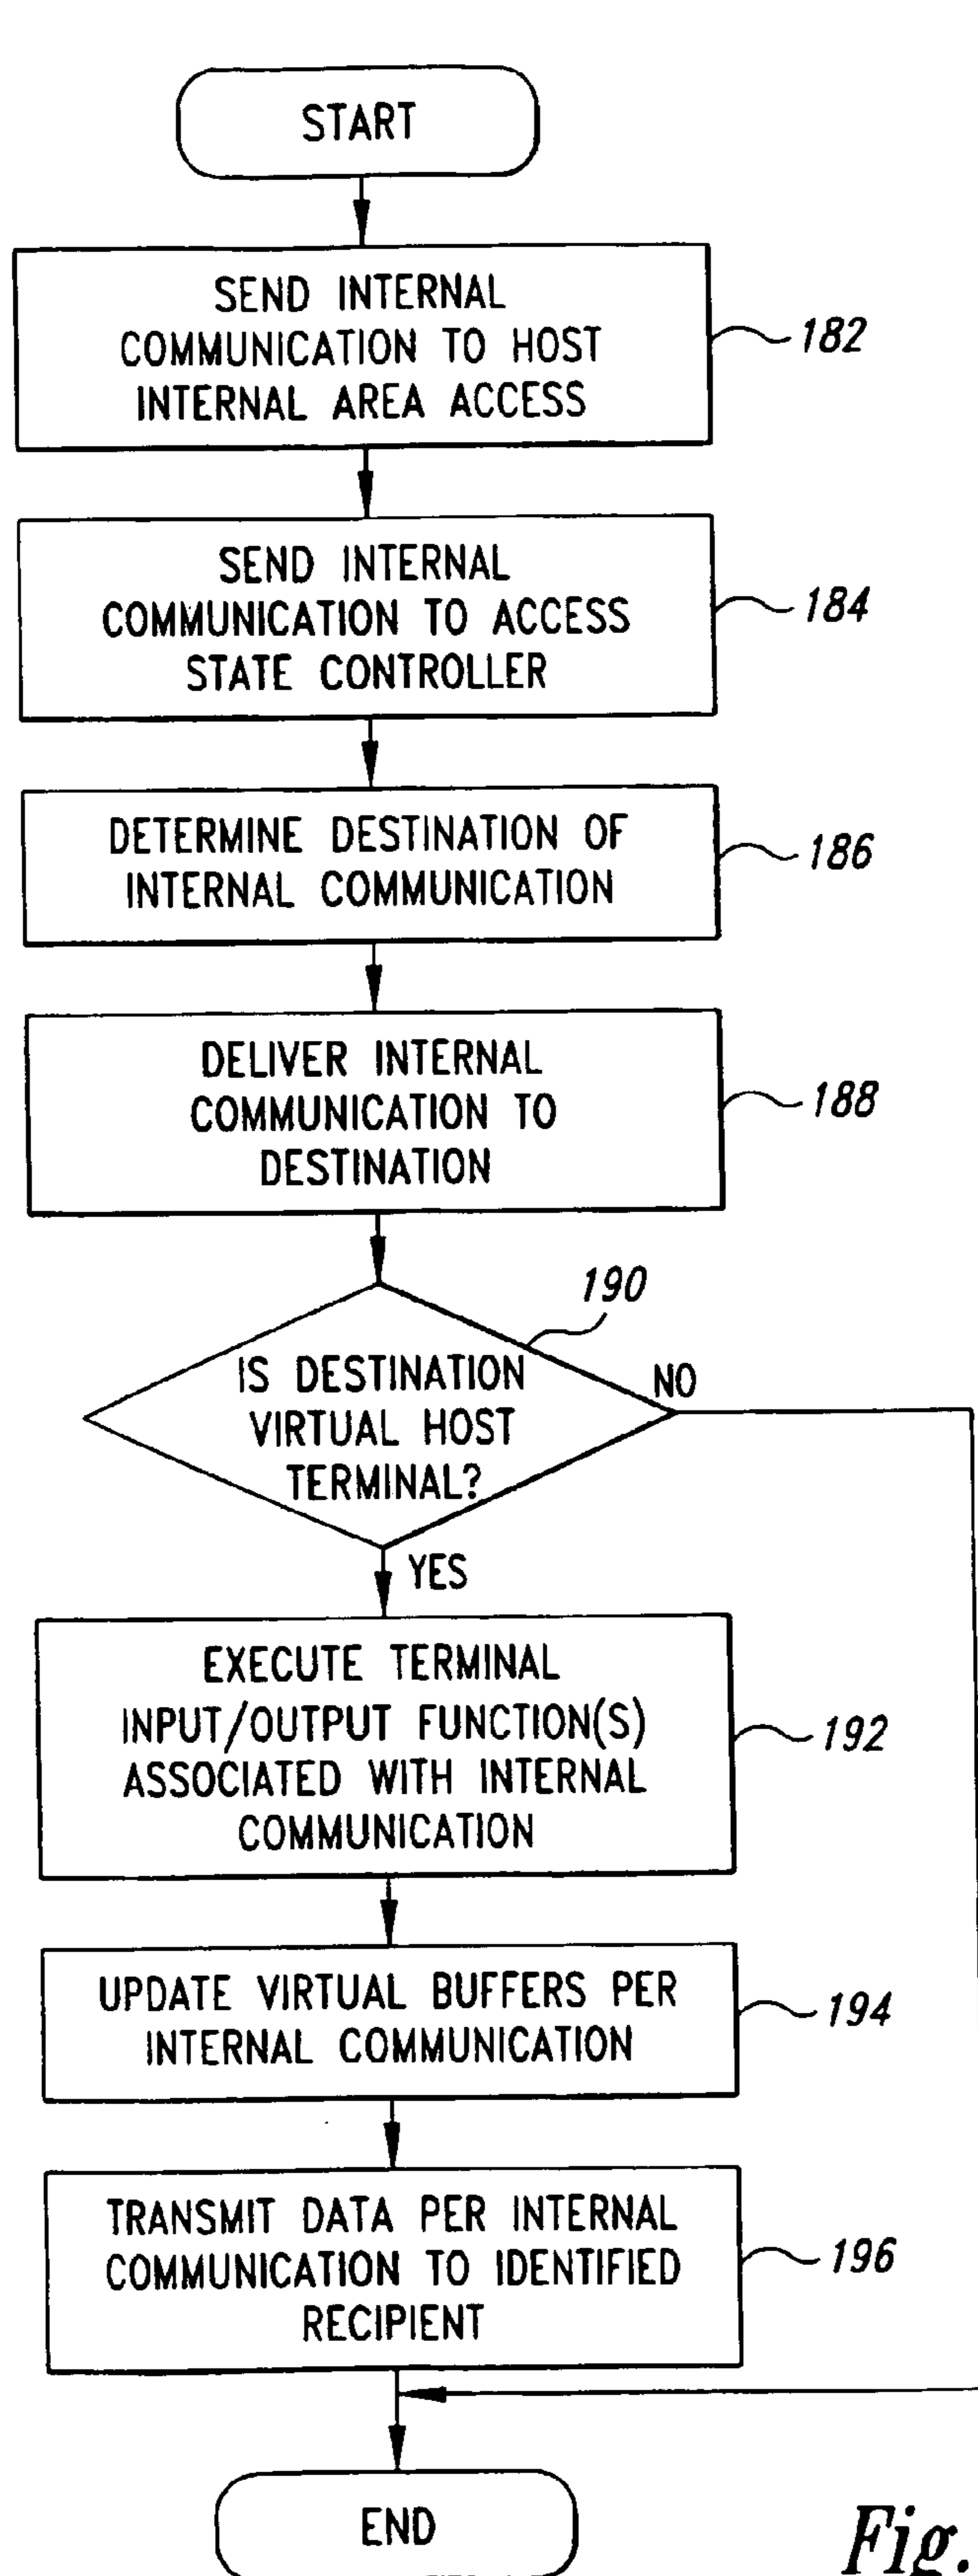 START
SEND INTERNAL
COMMUNICATION TO HOST
INTERNAL AREA ACCESS
182
SEND INTERNAL
COMMUNICATION TO ACCESS
STATE CONTROLLER
184
DETERMINE DESTINATION OF
INTERNAL COMMUNICATION
186
DELIVER INTERNAL
COMMUNICATION TO
DESTINATION
188
190
IS DESTINATION
VIRTUAL HOST
TERMINAL?
NO
YES
EXECUTE TERMINAL
INPUT/OUTPUT FUNCTION(S)
ASSOCIATED WITH INTERNAL
COMMUNICATION
192
UPDATE VIRTUAL BUFFERS PER
INTERNAL COMMUNICATION
194
TRANSMIT DATA PER INTERNAL
COMMUNICATION TO IDENTIFIED
RECIPIENT
196
END
Fig.